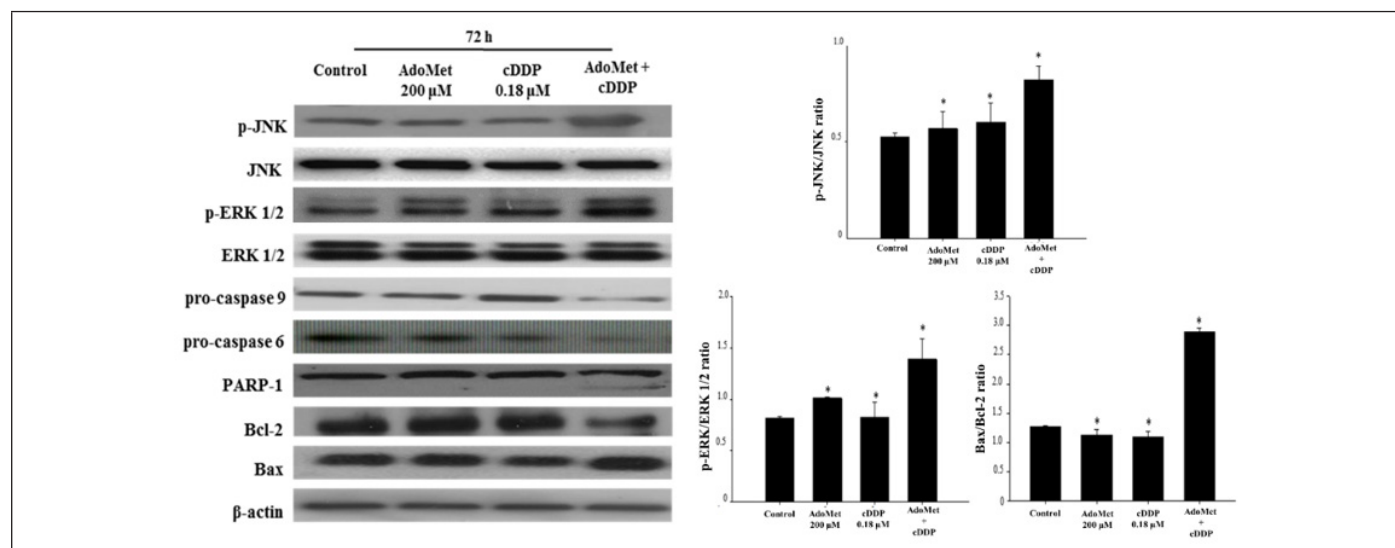 72 h
Control AdoMet cDDP AdoMet +
200 µM 0.18 µM cDDP
p-JNK
JNK
p-ERK 1/2
ERK 1/2
pro-caspase 9
pro-caspase 6
PARP-1
Bcl-2
Bax
β-actin
p-JNK/JNK ratio
1.0
*
* *
0.5
0
Control AdoMet cDDP AdoMet
200 µM 0.18 µM +
cDDP
p-ERK/ERK 1/2 ratio
2.0
*
1.5
* *
1.0
0.5
0
Control AdoMet cDDP AdoMet
200 µM 0.18 µM +
cDDP
Bax/Bcl-2 ratio
3.5
*
3.0
2.5
2.0
1.5
* *
1.0
0.5
0
Control AdoMet cDDP AdoMet
200 µM 0.18 µM +
cDDP